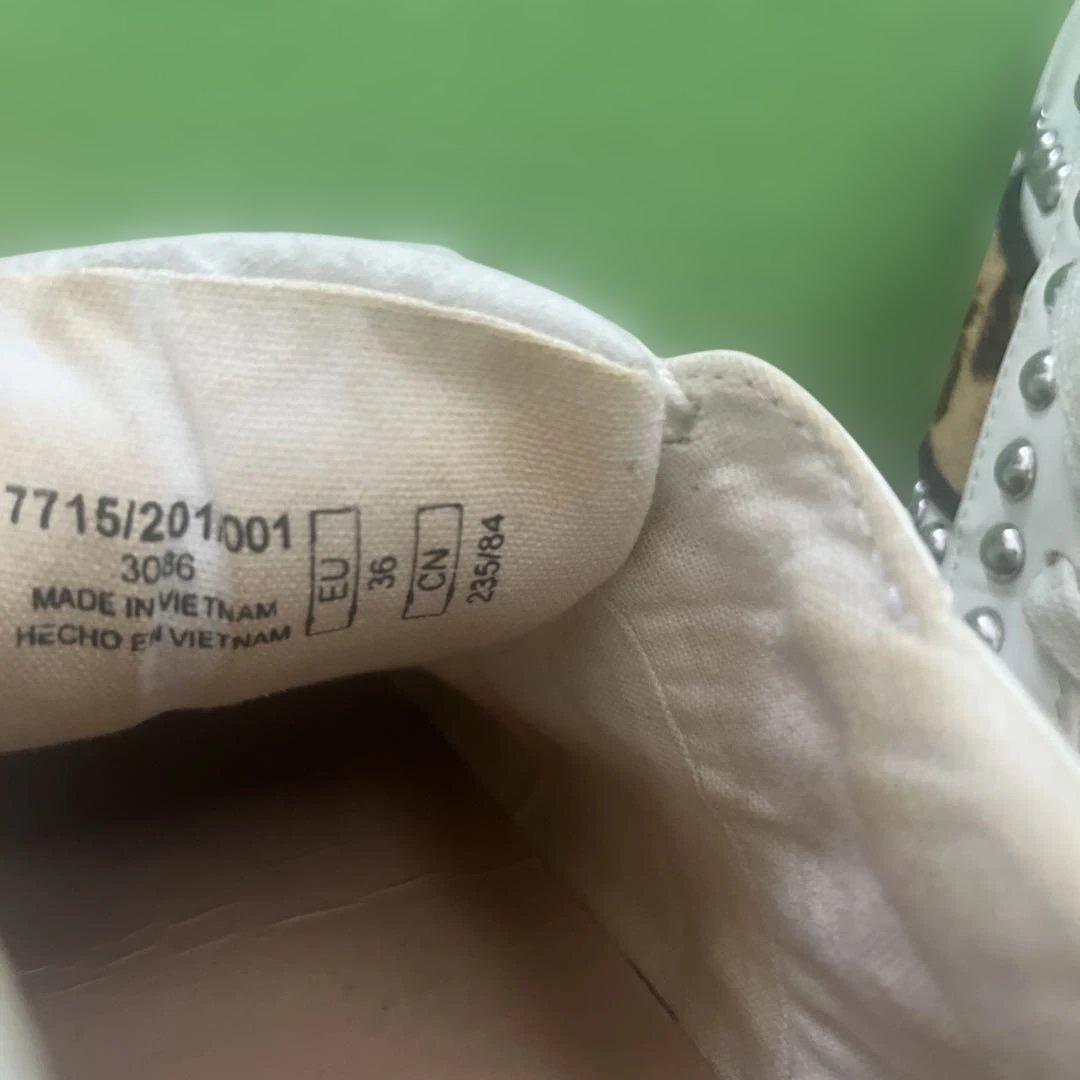 7715/201/001
3086
MADE IN VIETNAM
HECHO EN VIETNAM
EU
36
CN
235/84